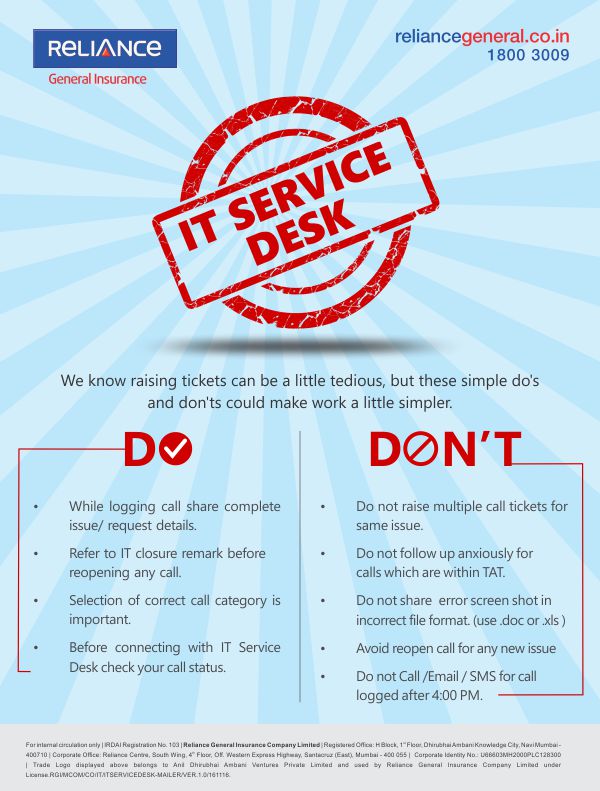 RELIANCE
General Insurance
reliancegeneral.co.in
1800 3009
IT SERVICE
DESK
We know raising tickets can be a little tedious, but these simple do's
and don'ts could make work a little simpler.
DO
• While logging call share complete
issue/ request details.
• Refer to IT closure remark before
reopening any call.
• Selection of correct call category is
important.
• Before connecting with IT Service
Desk check your call status.
DON'T
• Do not raise multiple call tickets for
same issue.
• Do not follow up anxiously for
calls which are within TAT.
• Do not share error screen shot in
incorrect file format. (use .doc or .xls )
• Avoid reopen call for any new issue
• Do not Call /Email / SMS for call
logged after 4:00 PM.
For internal circulation only | IRDAI Registration No. 103 | Reliance General Insurance Company Limited | Registered Office: H Block, 1st Floor, Dhirubhai Ambani Knowledge City, Navi Mumbai -
400710 | Corporate Office: Reliance Centre, South Wing, 4th Floor, Off. Western Express Highway, Santacruz (East), Mumbai - 400 055 | Corporate Identity No.: U66603MH2000PLC128300
| Trade Logo displayed above belongs to Anil Dhirubhai Ambani Ventures Private Limited and used by Reliance General Insurance Company Limited under
License.RGI/MCOM/CO/IT/ITSERVICEDESK-MAILER/VER.1.0/161116.